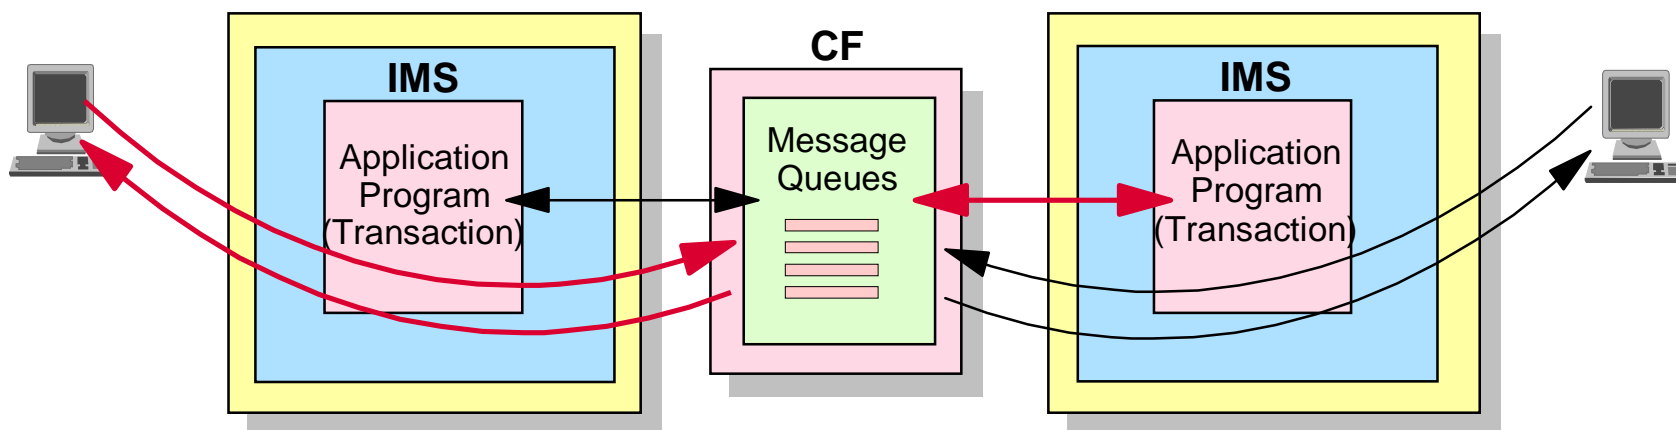 IMS
Application
Program
(Transaction)
CF
Message
Queues
IMS
Application
Program
(Transaction)